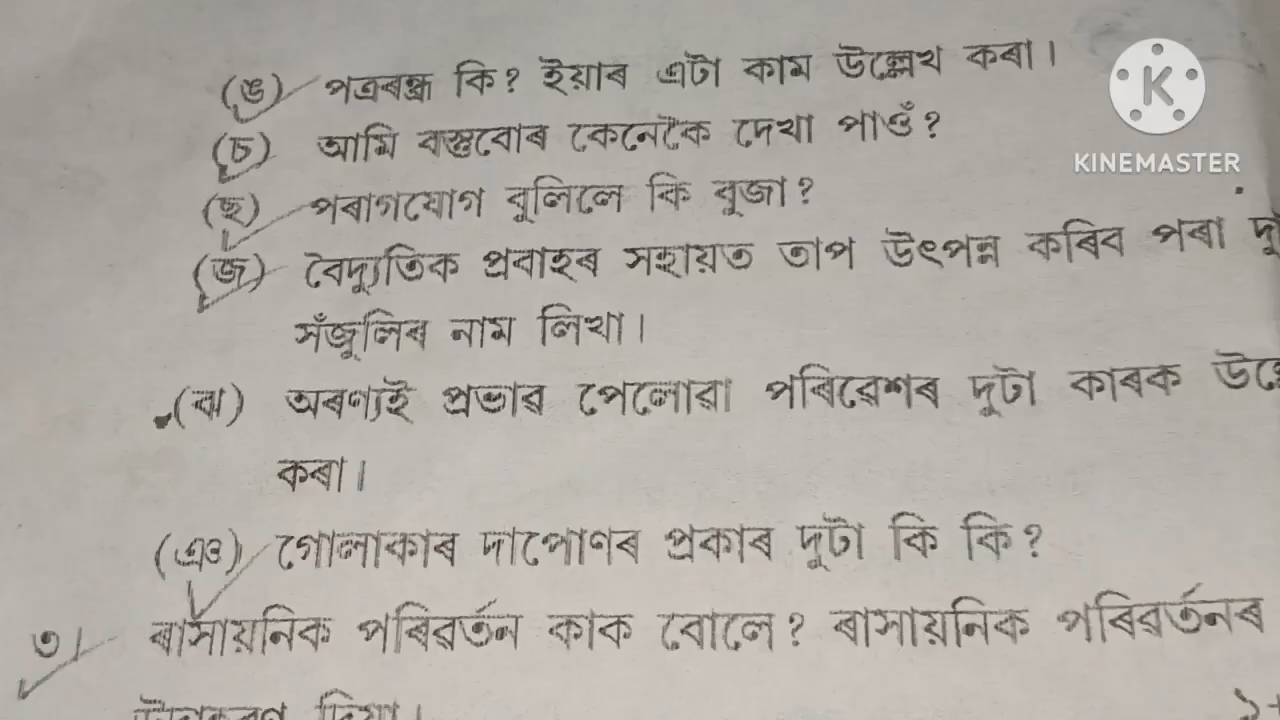 (ঙ) পত্ৰৰন্ধ্ৰ কি? ইয়াৰ এটা কাম উল্লেখ কৰা।
K
KINEMASTER
(চ) আমি বস্তুবোৰ কেনেকৈ দেখা পাওঁ?
(ছ) পৰাগযোগ বুলিলে কি বুজা?
(জ) বৈদ্যুতিক প্ৰবাহৰ সহায়ত তাপ উৎপন্ন কৰিব পৰা
সঁজুলিৰ নাম লিখা।
(ঝ) অৰণ্যই প্ৰভাৱ পেলোৱা পৰিৱেশৰ দুটা কাৰক
কৰা।
(ঞ) গোলাকাৰ দাপোণৰ প্ৰকাৰ দুটা কি কি?
৩। ৰাসায়নিক পৰিৱৰ্তন কাক বোলে? ৰাসায়নিক পৰিৱৰ্তনৰ